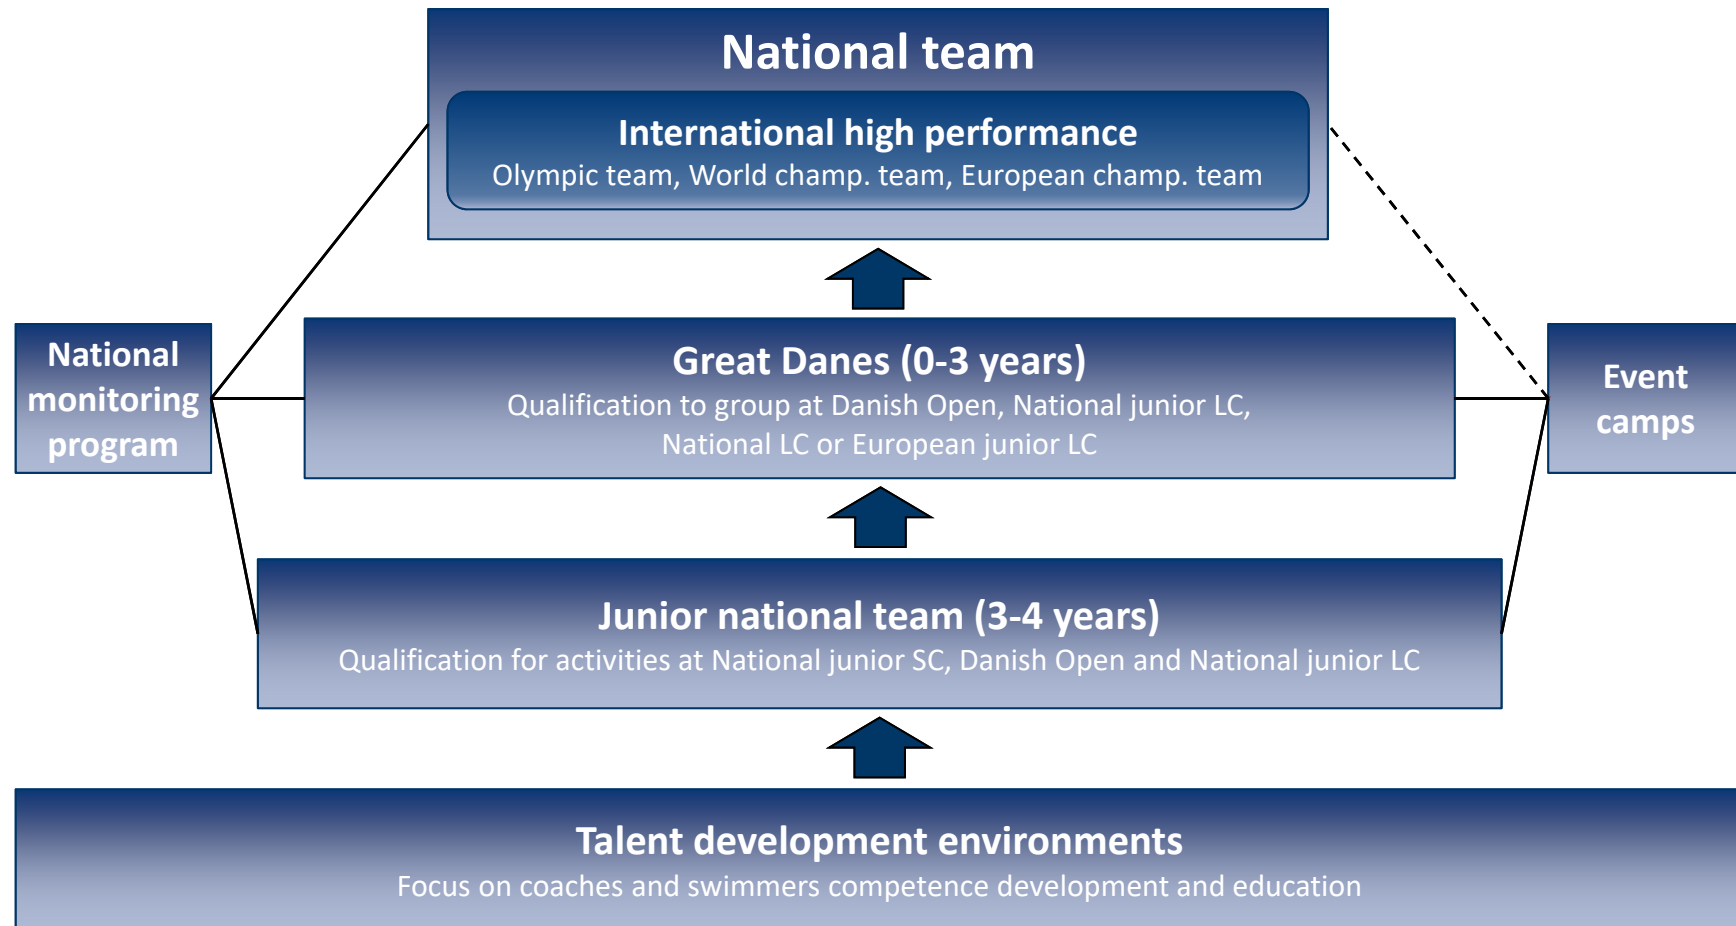 National team
International high performance
Olympic team, World champ. team, European champ. team
National
monitoring
program
Great Danes (0-3 years)
Qualification to group at Danish Open, National junior LC,
National LC or European junior LC
Event
camps
Junior national team (3-4 years)
Qualification for activities at National junior SC, Danish Open and National junior LC
Talent development environments
Focus on coaches and swimmers competence development and education